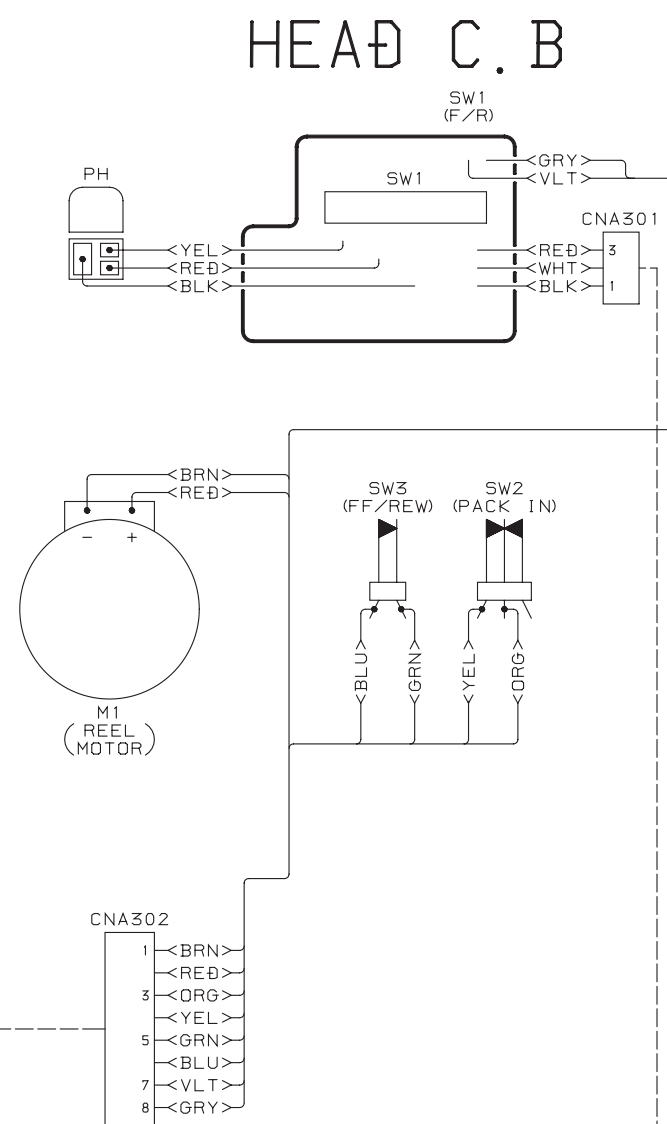 HEAD C.B
SW1
(F/R)
PH
SW1
GRY
VLT
CNA301
YEL
RED
BLK
RED 3
WHT
BLK 1
BRN
RED
SW3
(FF/REW)
SW2
(PACK IN)
- +
BLU
GRN
YEL
ORG
M1
(REEL
MOTOR)
CNA302
1 BRN
RED
3 ORG
YEL
5 GRN
BLU
7 VLT
8 GRY